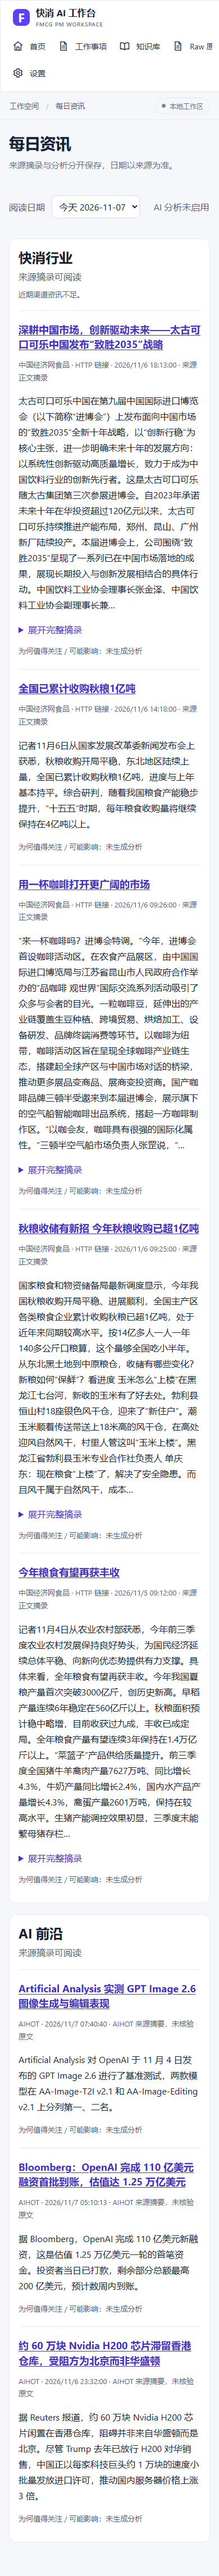 F
快消 AI 工作台
FMCG PM WORKSPACE
首页
工作事项
知识库
Raw 原
设置
工作空间 / 每日资讯
本地工作区
每日资讯
来源摘录与分析分开保存，日期以来源为准。
阅读日期
今天 2026-11-07
AI 分析未启用
快消行业
来源摘录可阅读
近期渠道资讯不足。
深耕中国市场，创新驱动未来——太古可
口可乐中国发布“致胜2035”战略
中国经济网食品 · HTTP 链接 · 2026/11/6 18:13:00 · 来源
正文摘录
太古可口可乐中国在第九届中国国际进口博览
会（以下简称“进博会”）上发布面向中国市场
的“致胜2035”全新十年战略，以“创新行稳”为
核心主张，进一步明确未来十年的发展方向：
以系统性创新驱动高质量增长，致力于成为中
国饮料行业的创新先行者。这是太古可口可乐
随太古集团第三次参展进博会。自2023年承诺
未来十年在华投资超过120亿元以来，太古可
口可乐持续推进产能布局，郑州、昆山、广州
新厂陆续投产。本届进博会上，公司围绕“致
胜2035”呈现了一系列已在中国市场落地的成
果，展现长期投入与创新发展相结合的具体行
动。中国饮料工业协会理事长张金泽、中国饮
料工业协会副理事长兼…
展开完整摘录
为何值得关注 / 可能影响：未生成分析
全国已累计收购秋粮1亿吨
中国经济网食品 · HTTP 链接 · 2026/11/6 14:18:00 · 来源
正文摘录
记者11月6日从国家发展改革委新闻发布会上
获悉，秋粮收购开局平稳，东北地区陆续上
量，全国已累计收购秋粮1亿吨，进度与上年
基本持平。综合研判，随着我国粮食产能稳步
提升，“十五五”时期，每年粮食收购量将继续
保持在4亿吨以上。
为何值得关注 / 可能影响：未生成分析
用一杯咖啡打开更广阔的市场
中国经济网食品 · HTTP 链接 · 2026/11/6 09:26:00 · 来源
正文摘录
“来一杯咖啡吗？进博会特调。”今年，进博会
首设咖啡活动区。在农食产品展区，由中国国
际进口博览局与江苏省昆山市人民政府合作举
办的“品咖啡 观世界”国际交流系列活动吸引了
众多与会者的目光。一粒咖啡豆，延伸出的产
业链覆盖生豆种植、跨境贸易、烘焙加工、设
备研发、品牌终端消费等环节。以咖啡为纽
带，咖啡活动区旨在呈现全球咖啡产业链生
态，搭建起全球产区与中国市场对话的桥梁，
推动更多展品变商品、展商变投资商。国产咖
啡品牌三顿半受邀来到本届进博会，展示旗下
的空气船智能咖啡出品系统，搭起一方咖啡制
作区。“以咖会友，咖啡具有很强的国际化属
性。”三顿半空气船市场负责人张罡说，“…
展开完整摘录
为何值得关注 / 可能影响：未生成分析
秋粮收储有新招 今年秋粮收购已超1亿吨
中国经济网食品 · HTTP 链接 · 2026/11/6 09:25:00 · 来源
正文摘录
国家粮食和物资储备局最新调度显示，今年我
国秋粮收购开局平稳、进展顺利，全国主产区
各类粮食企业累计收购秋粮已超1亿吨，处于
近年来同期较高水平。按14亿多人一人一年
140多公斤口粮算，这个量够全国吃小半年。
从东北黑土地到中原粮仓，收储有哪些变化？
新粮如何“保鲜”？看进度 玉米怎么“上楼”在黑
龙江七台河，新收的玉米有了好去处。勃利县
恒山村18座银色风干仓，迎来了“新住户”。潮
玉米顺着传送带送上18米高的风干仓，在高处
迎风自然风干，村里人管这叫“玉米上楼”。黑
龙江省勃利县玉米专业合作社负责人 单庆
东：现在粮食“上楼”了，解决了安全隐患。而
且风干属于自然风干，成本…
展开完整摘录
为何值得关注 / 可能影响：未生成分析
今年粮食有望再获丰收
中国经济网食品 · HTTP 链接 · 2026/11/5 09:12:00 · 来源
正文摘录
记者11月4日从农业农村部获悉，今年前三季
度农业农村发展保持良好势头，为国民经济延
续总体平稳、向新向优态势提供有力支撑。具
体来看，全年粮食有望再获丰收。今年我国夏
粮产量首次突破3000亿斤，创历史新高。早稻
产量连续6年稳定在560亿斤以上。秋粮面积预
计稳中略增，目前收获过九成，丰收已成定
局。全年粮食产量有望连续3年保持在1.4万亿
斤以上。“菜篮子”产品供给质量提升。前三季
度全国猪牛羊禽肉产量7627万吨、同比增长
4.3%，牛奶产量同比增长2.4%，国内水产品产
量增长4.3%，禽蛋产量2601万吨，保持在较
高水平。生猪产能调控效果初显，三季度末能
繁母猪存栏…
展开完整摘录
为何值得关注 / 可能影响：未生成分析
AI 前沿
来源摘录可阅读
Artificial Analysis 实测 GPT Image 2.6
图像生成与编辑表现
AIHOT · 2026/11/7 07:40:40 · AIHOT 来源摘要，未核验
原文
Artificial Analysis 对 OpenAI 于 11 月 4 日发
布的 GPT Image 2.6 进行了基准测试，两款模
型在 AA-Image-T2I v2.1 和 AA-Image-Editing
v2.1 上分列第一、二名。
为何值得关注 / 可能影响：未生成分析
Bloomberg：OpenAI 完成 110 亿美元
融资首批到账，估值达 1.25 万亿美元
AIHOT · 2026/11/7 05:10:13 · AIHOT 来源摘要，未核验
原文
据 Bloomberg，OpenAI 完成 110 亿美元新融
资，这是估值 1.25 万亿美元一轮的首笔资
金。投资者当日已打款，剩余部分总额最高
200 亿美元，预计数周内到账。
为何值得关注 / 可能影响：未生成分析
约 60 万块 Nvidia H200 芯片滞留香港
仓库，受阻方为北京而非华盛顿
AIHOT · 2026/11/6 23:32:00 · AIHOT 来源摘要，未核验
原文
据 Reuters 报道，约 60 万块 Nvidia H200 芯
片闲置在香港仓库，阻碍并非来自华盛顿而是
北京。尽管 Trump 去年已放行 H200 对华销
售，中国正以每家科技巨头约 1 万块的速度小
批量发放进口许可，推动国内服务器价格上涨
3 倍。
为何值得关注 / 可能影响：未生成分析